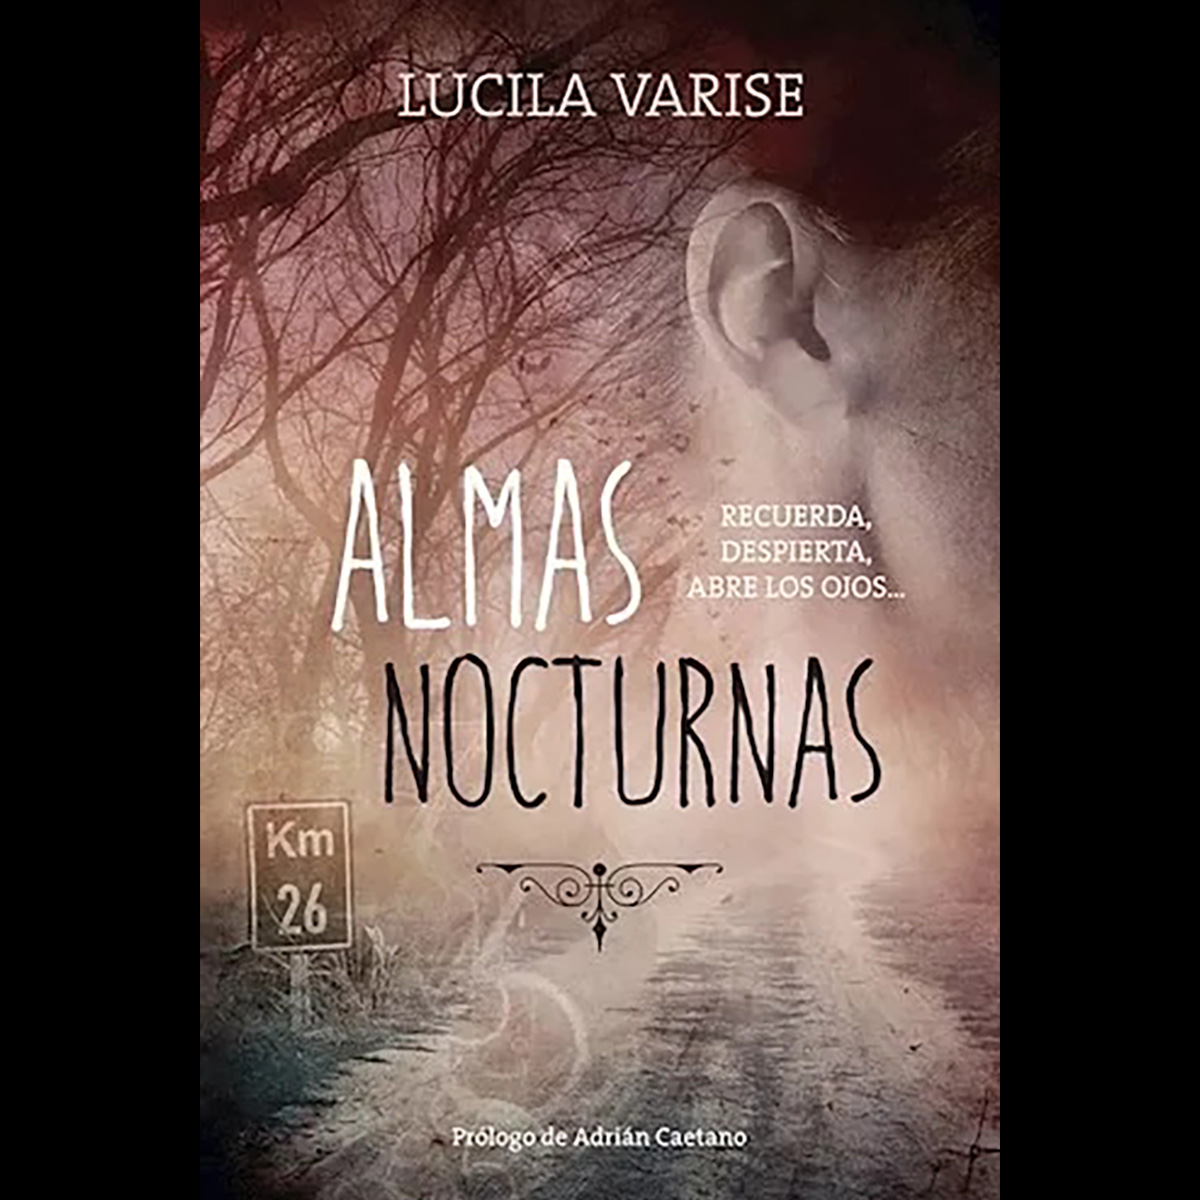 LUCILA VARISE
ALMAS
NOCTURNAS
RECUERDA,
DESPIERTA,
ABRE LOS OJOS...
Km
26
Prólogo de Adrián Caetano